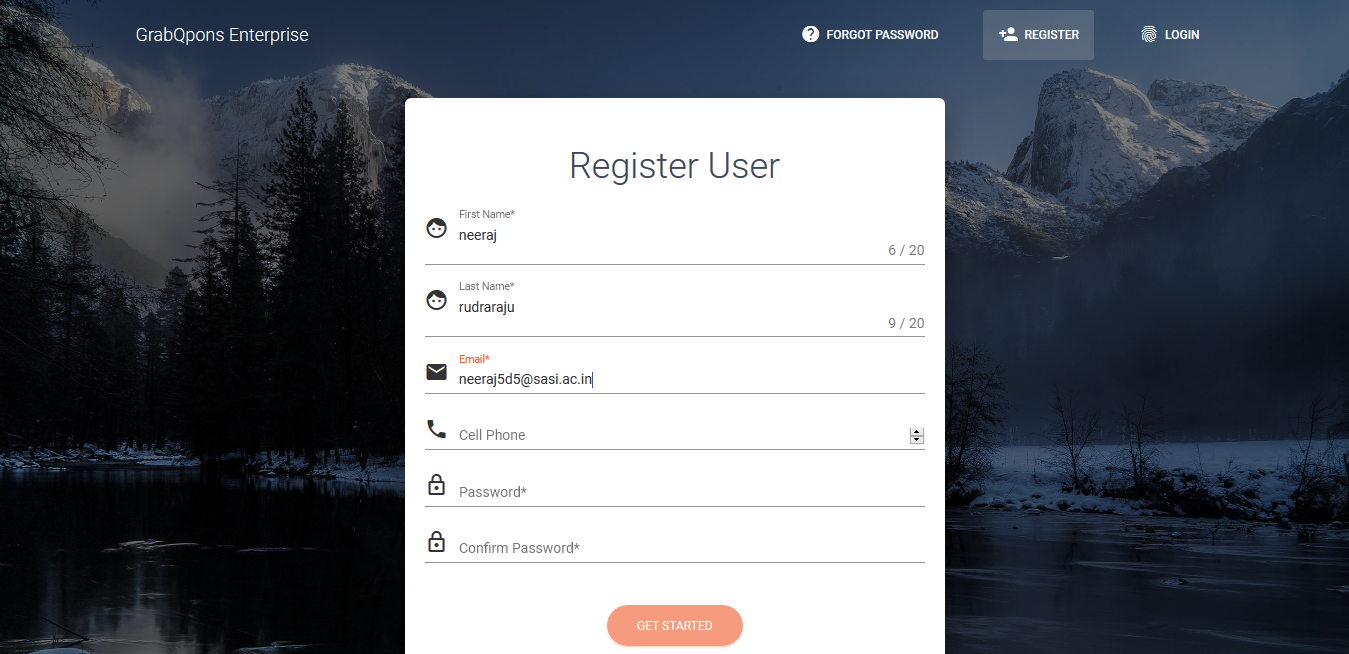 GrabQpons Enterprise
? FORGOT PASSWORD
REGISTER
LOGIN
Register User
First Name*
neeraj
6 / 20
Last Name*
rudraraju
9 / 20
Email*
neeraj5d5@sasi.ac.in
Cell Phone
Password*
Confirm Password*
GET STARTED